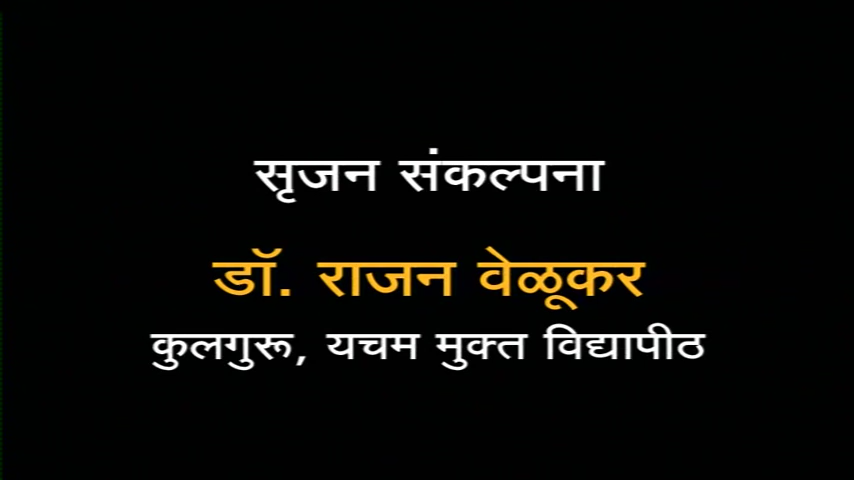 सृजन संकल्पना
डॉ. राजन वेळूकर
कुलगुरू, यचम मुक्त विद्यापीठ